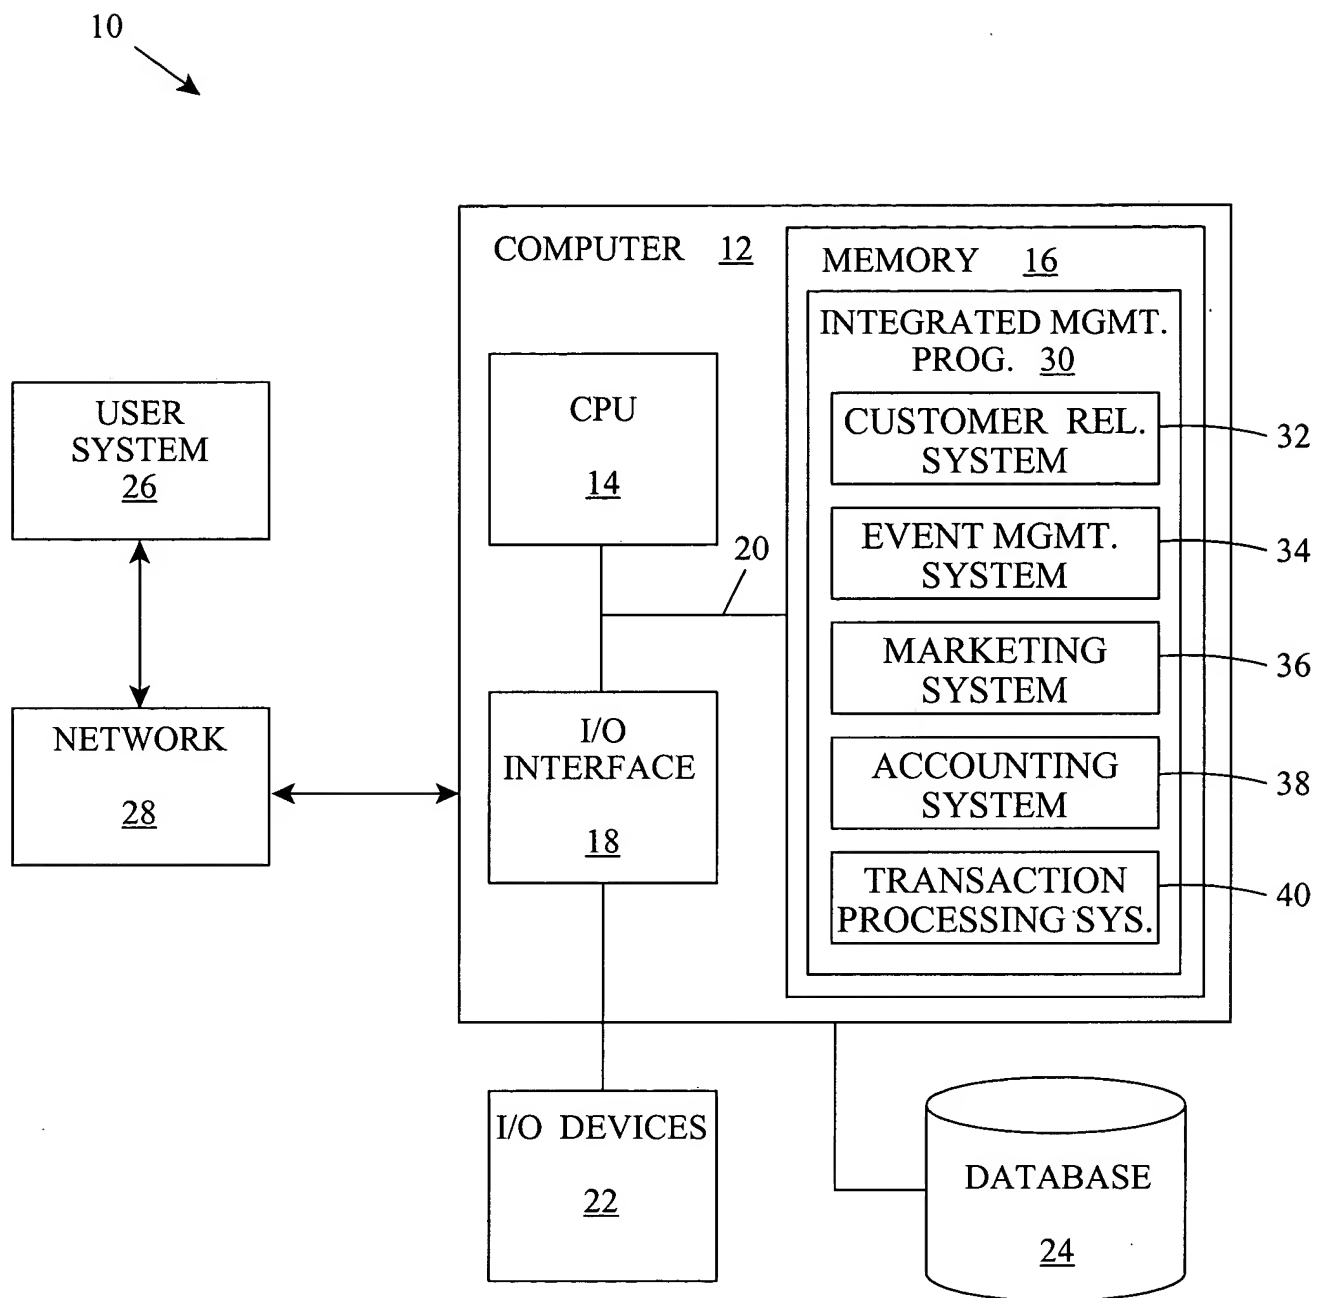 10
COMPUTER 12
MEMORY 16
INTEGRATED MGMT.
PROG. 30
CUSTOMER REL.
SYSTEM
32
EVENT MGMT.
SYSTEM
34
MARKETING
SYSTEM
36
ACCOUNTING
SYSTEM
38
TRANSACTION
PROCESSING SYS.
40
CPU
14
20
I/O
INTERFACE
18
USER
SYSTEM
26
NETWORK
28
I/O DEVICES
22
DATABASE
24